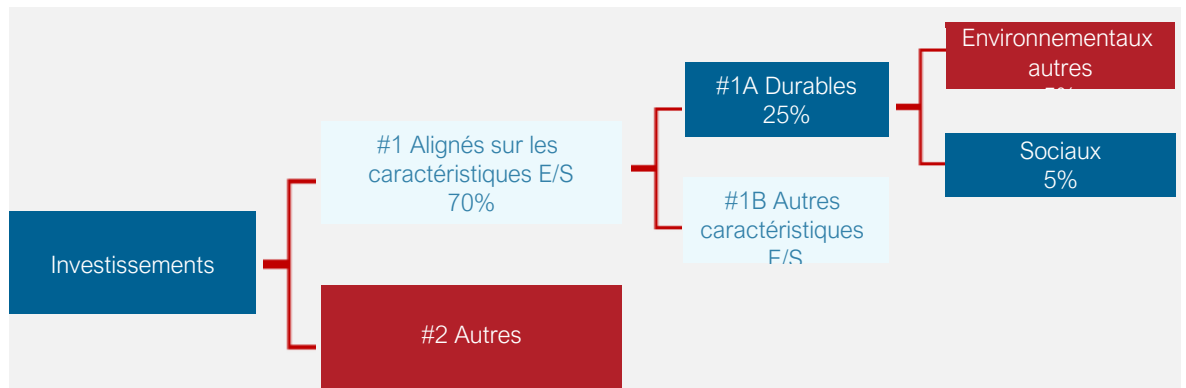 Investissements
#1 Alignés sur les
caractéristiques E/S
70%
#2 Autres
#1A Durables
25%
#1B Autres
caractéristiques
E/S
Environnementaux
autres
Sociaux
5%